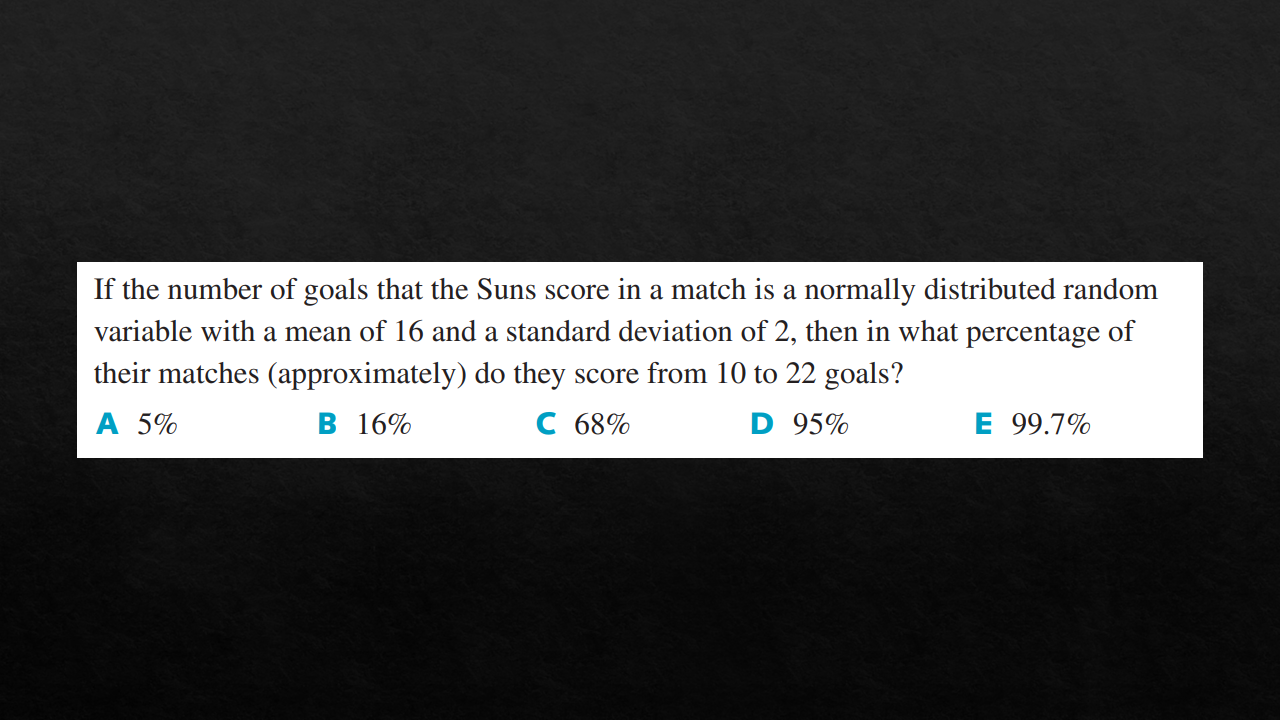 If the number of goals that the Suns score in a match is a normally distributed random
variable with a mean of 16 and a standard deviation of 2, then in what percentage of
their matches (approximately) do they score from 10 to 22 goals?
A 5% B 16% C 68% D 95% E 99.7%